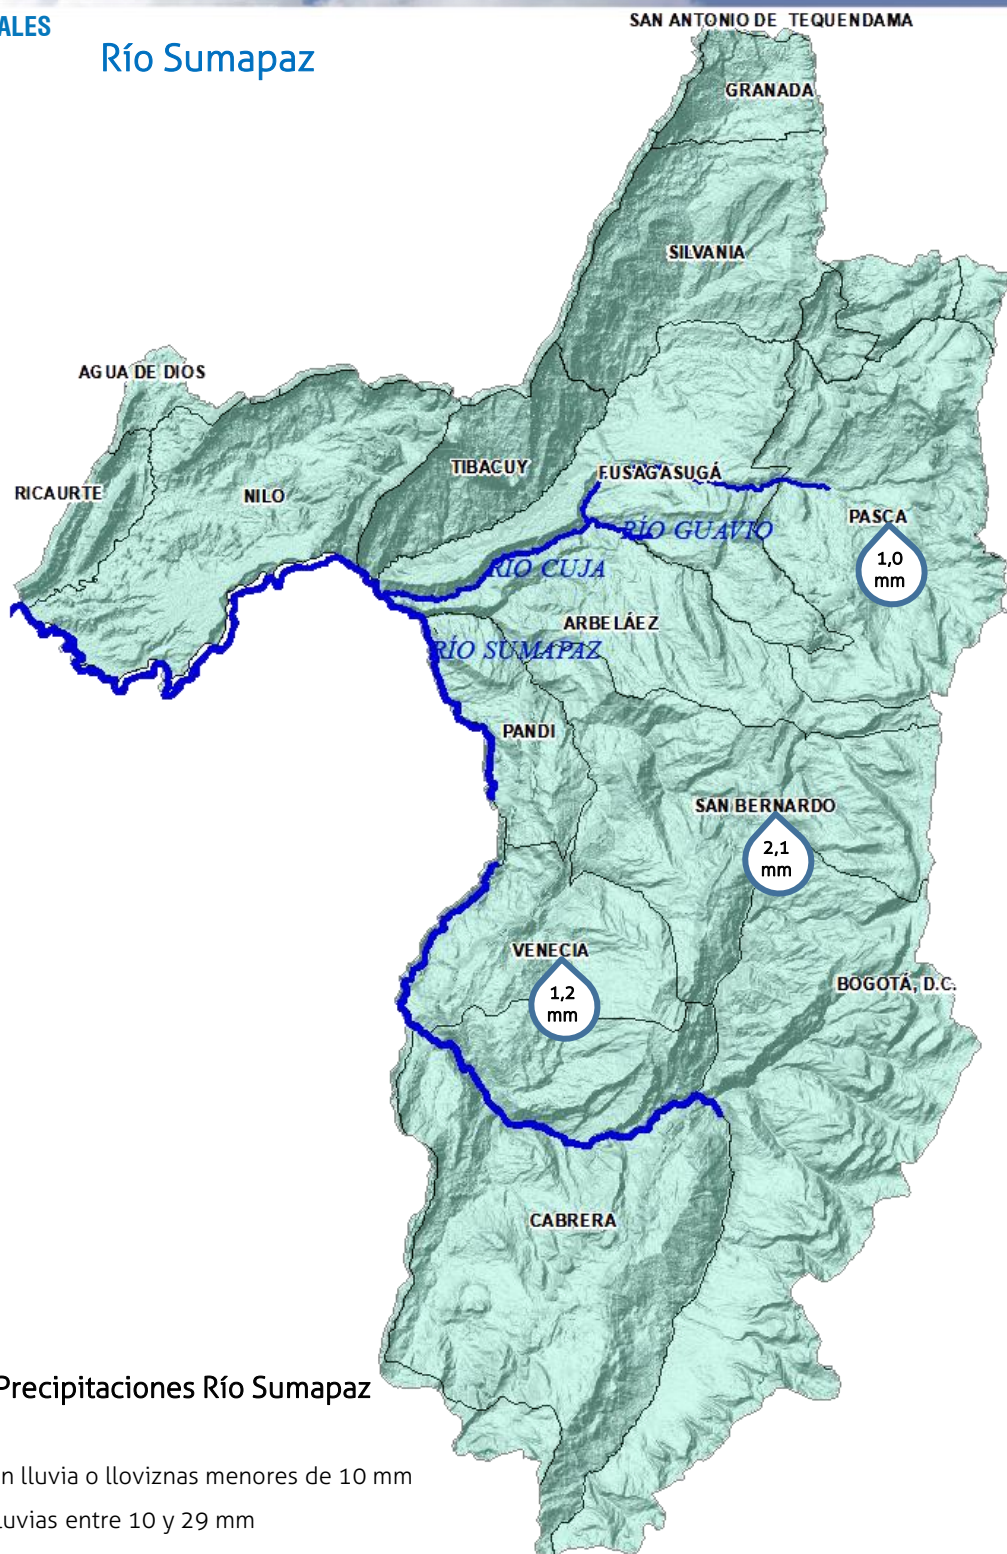 ALES
Río Sumapaz
SAN ANTONIO DE TEQUENDAMA
GRANADA
SILVANIA
AGUA DE DIOS
TIBACUY
FUSAGASUGÁ
RICAURTE
NILO
PASCA
RÍO GUAVIO
1,0
mm
RÍO CUJA
ARBELÁEZ
RÍO SUMAPAZ
PANDI
SAN BERNARDO
2,1
mm
VENECIA
1,2
mm
BOGOTÁ, D.C.
CABRERA
Precipitaciones Río Sumapaz
n lluvia o lloviznas menores de 10 mm
luvias entre 10 y 29 mm